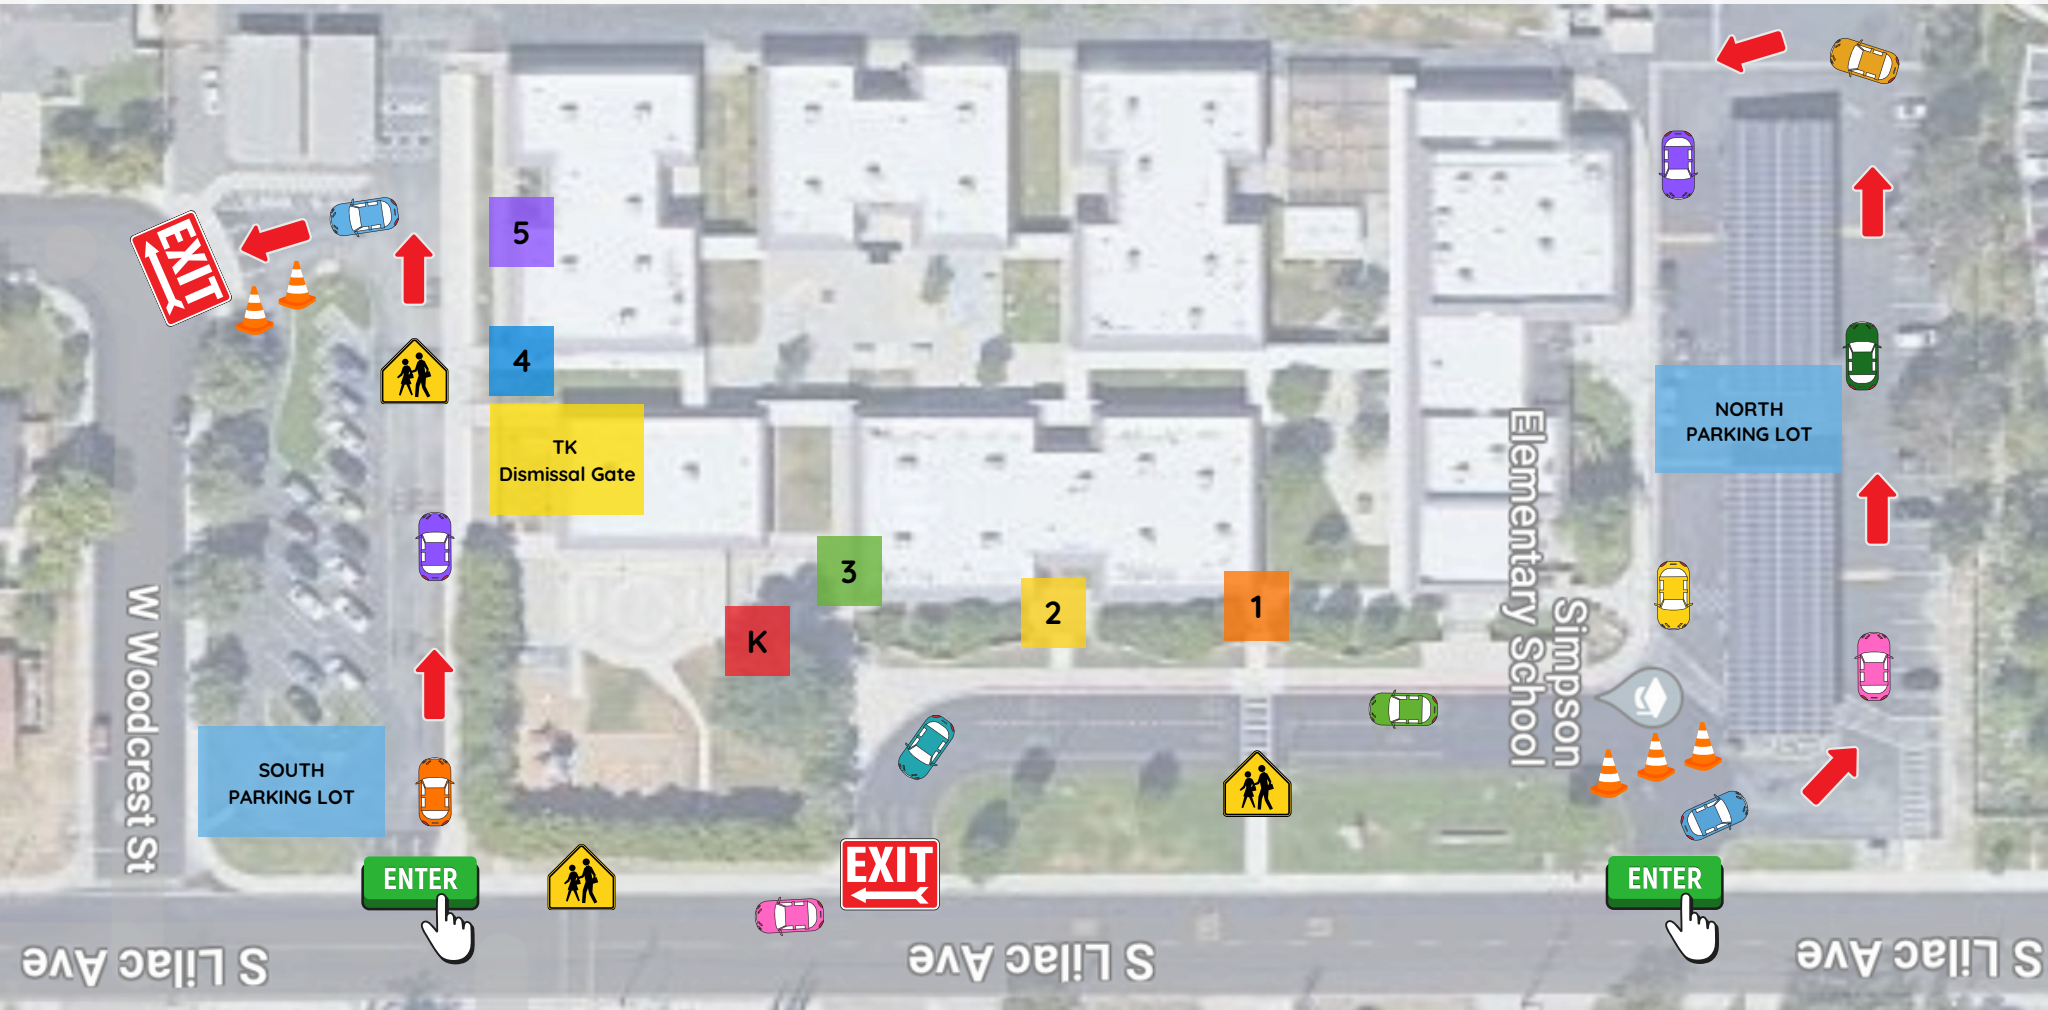 EXIT
5
4
TK
Dismissal Gate
3
K
2
1
NORTH
PARKING LOT
Simpson
Elementary School
W Woodcrest St
SOUTH
PARKING LOT
ENTER
EXIT
ENTER
S Lilac Ave
S Lilac Ave
S Lilac Ave